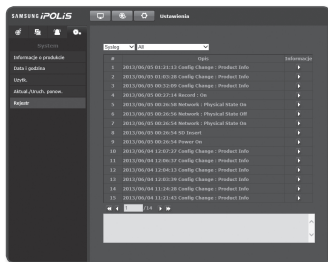 SAMSUNG iPOLiS
Ustawienia
System
Informacje o produkcie
Data i godzina
Użytk.
Aktual./Uruch. ponow.
Rejestr
Syslog All
# Opis Informacje
1 2013/06/05 01:21:13 Config Change : Product Info
2 2013/06/05 01:03:28 Config Change : Product Info
3 2013/06/05 00:52:09 Config Change : Product Info
4 2013/06/05 00:37:14 Record : On
5 2013/06/05 00:26:58 Network : Physical State On
6 2013/06/05 00:26:56 Network : Physical State Off
7 2013/06/05 00:26:54 Network : Physical State On
8 2013/06/05 00:26:54 SD Insert
9 2013/06/05 00:26:54 Power On
10 2013/06/04 12:07:27 Config Change : Product Info
11 2013/06/04 12:06:37 Config Change : Product Info
12 2013/06/04 12:04:13 Config Change : Product Info
13 2013/06/04 12:03:39 Config Change : Product Info
14 2013/06/04 11:24:28 Config Change : Product Info
15 2013/06/04 11:21:43 Config Change : Product Info
1 /14